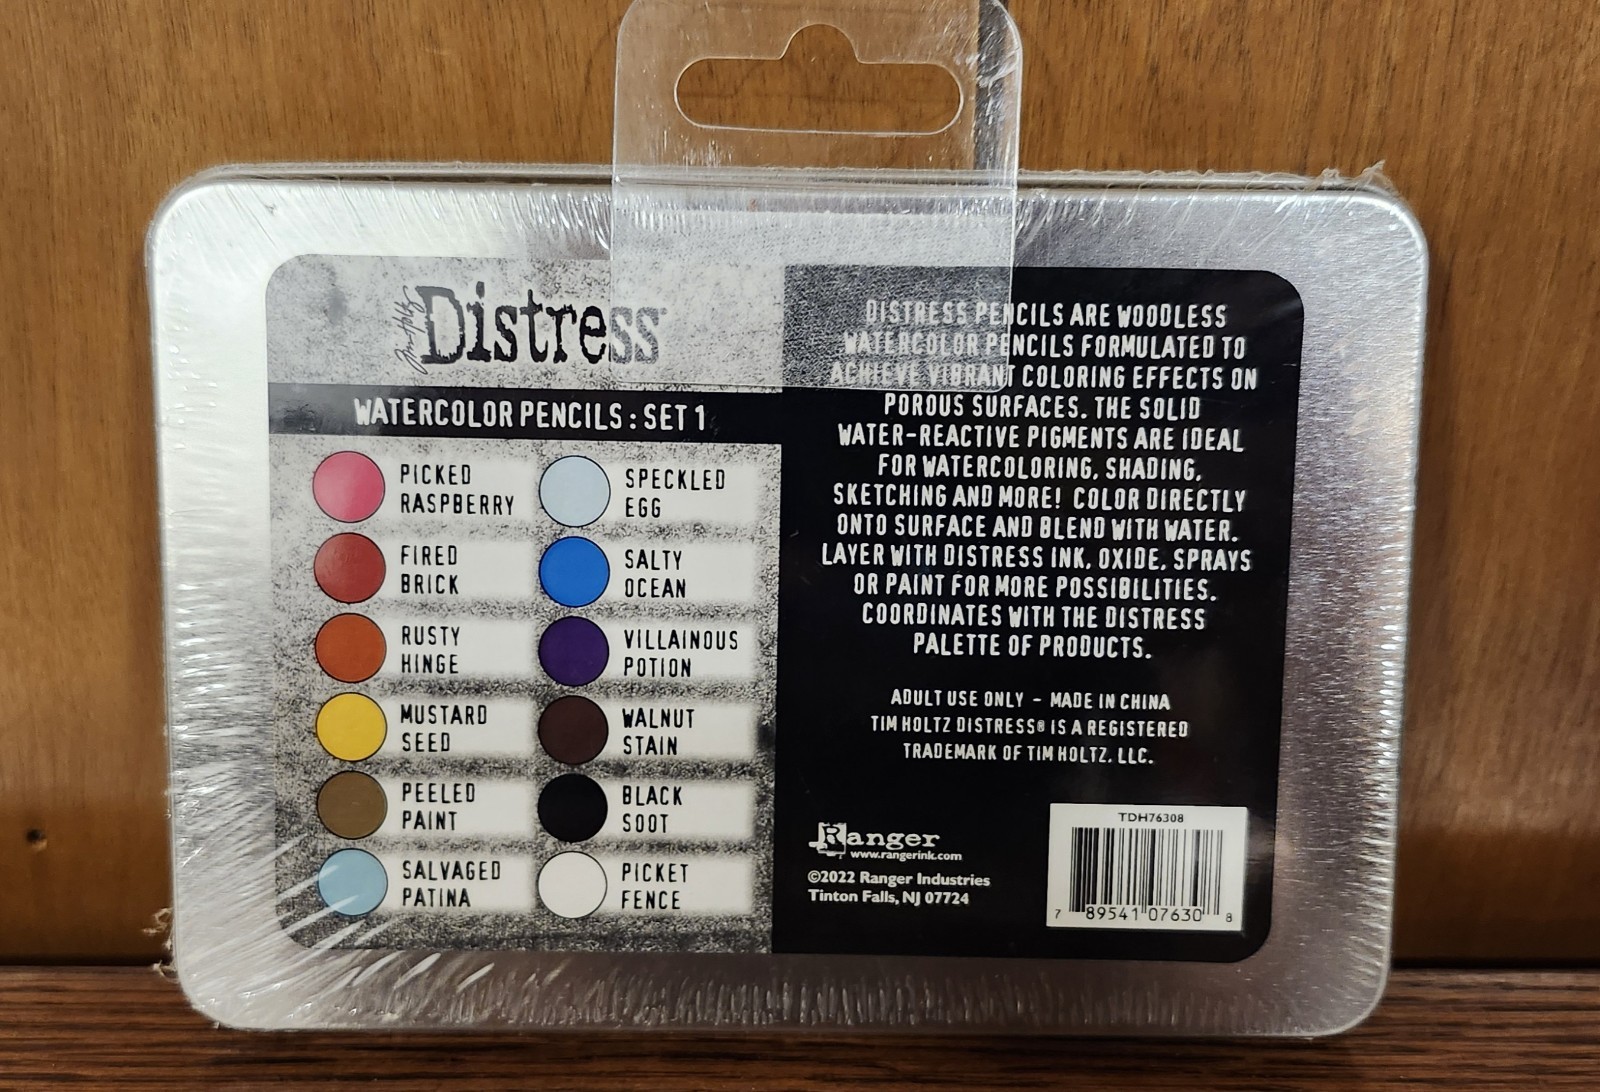 Tim Holtz
Distress
WATERCOLOR PENCILS : SET 1
PICKED
RASPBERRY
FIRED
BRICK
RUSTY
HINGE
MUSTARD
SEED
PEELED
PAINT
SALVAGED
PATINA
SPECKLED
EGG
SALTY
OCEAN
VILLAINOUS
POTION
WALNUT
STAIN
BLACK
SOOT
PICKET
FENCE
DISTRESS PENCILS ARE WOODLESS
WATERCOLOR PENCILS FORMULATED TO
ACHIEVE VIBRANT COLORING EFFECTS ON
POROUS SURFACES. THE SOLID
WATER-REACTIVE PIGMENTS ARE IDEAL
FOR WATERCOLORING, SHADING,
SKETCHING AND MORE! COLOR DIRECTLY
ONTO SURFACE AND BLEND WITH WATER.
LAYER WITH DISTRESS INK, OXIDE, SPRAYS
OR PAINT FOR MORE POSSIBILITIES.
COORDINATES WITH THE DISTRESS
PALETTE OF PRODUCTS.
ADULT USE ONLY - MADE IN CHINA
TIM HOLTZ DISTRESS® IS A REGISTERED
TRADEMARK OF TIM HOLTZ, LLC.
Ranger
www.rangerink.com
©2022 Ranger Industries
Tinton Falls, NJ 07724
TDH76308
7 89541 07630 8